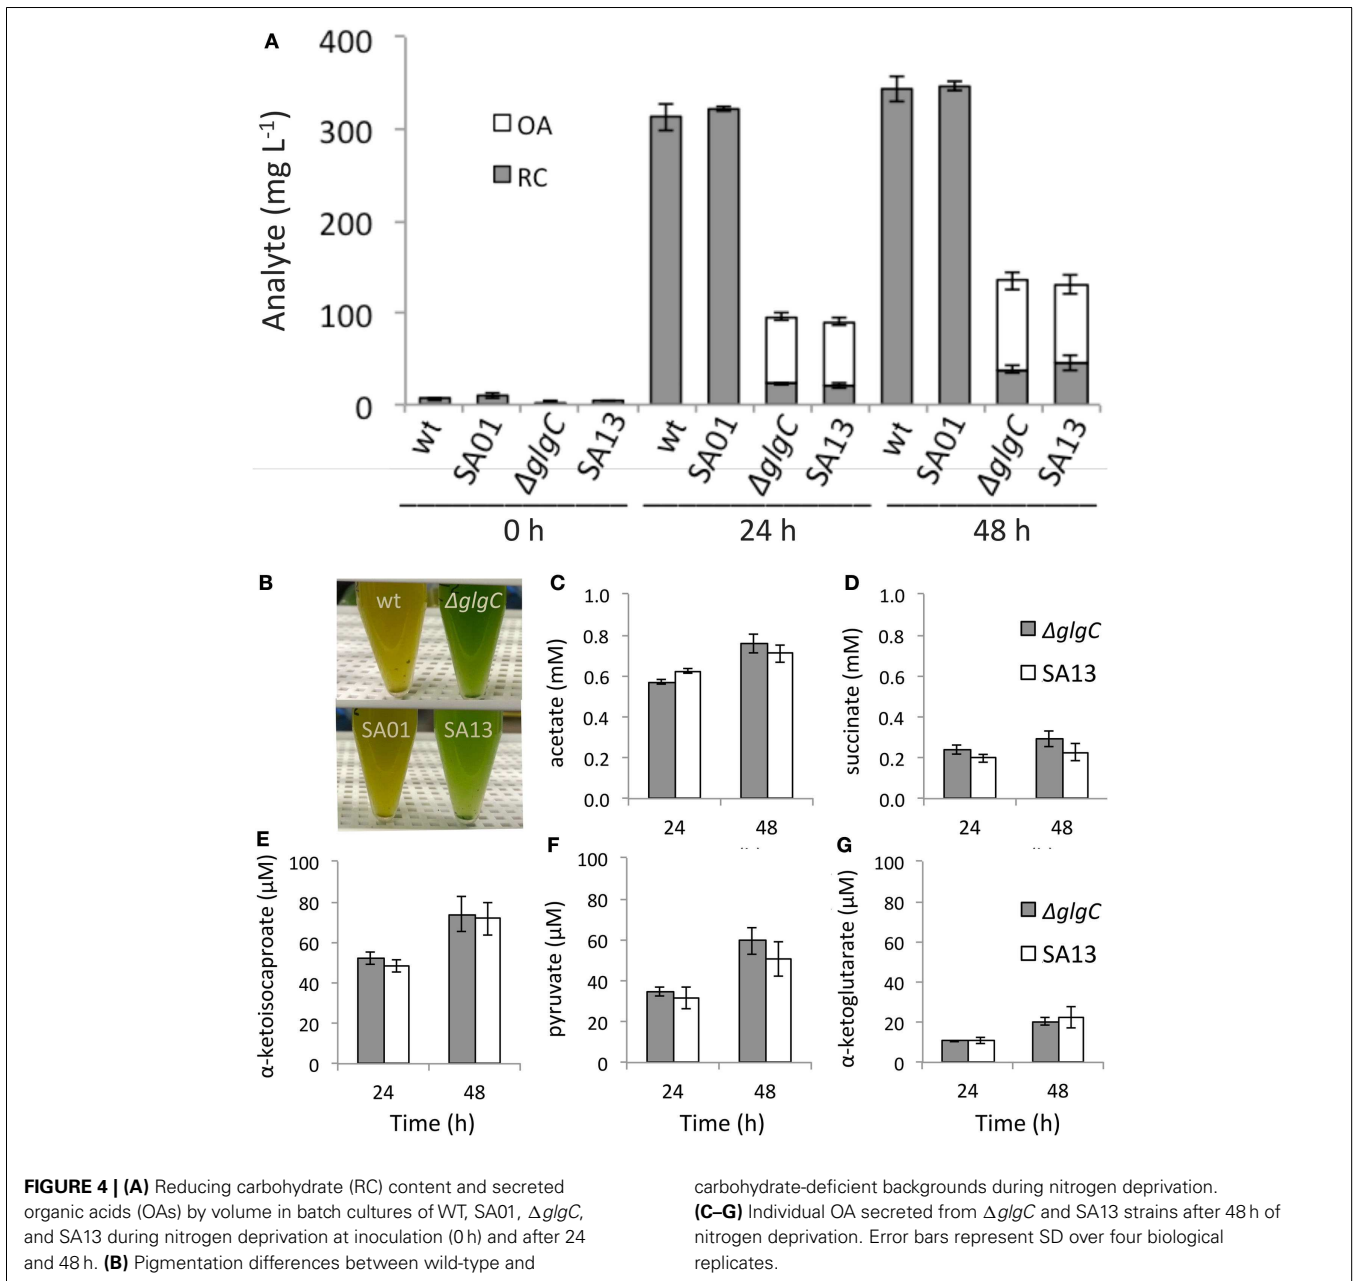 A
400
300
200
100
0
Analyte (mg L-1)
OA
RC
wt
SA01
ΔglgC
SA13
wt
SA01
ΔglgC
SA13
wt
SA01
ΔglgC
SA13
0 h
24 h
48 h
B
wt
ΔglgC
SA01
SA13
C
1.0
0.8
0.6
0.4
0.2
0.0
acetate (mM)
24
48
D
1.0
0.8
0.6
0.4
0.2
0.0
succinate (mM)
ΔglgC
SA13
24
48
E
100
80
60
40
20
0
α-ketoisocaproate (µM)
24
48
Time (h)
F
100
80
60
40
20
0
pyruvate (µM)
24
48
Time (h)
G
100
80
60
40
20
0
α-ketoglutarate (µM)
ΔglgC
SA13
24
48
Time (h)
FIGURE 4 | (A) Reducing carbohydrate (RC) content and secreted
organic acids (OAs) by volume in batch cultures of WT, SA01, ΔglgC,
and SA13 during nitrogen deprivation at inoculation (0 h) and after 24
and 48 h. (B) Pigmentation differences between wild-type and
carbohydrate-deficient backgrounds during nitrogen deprivation.
(C–G) Individual OA secreted from ΔglgC and SA13 strains after 48 h of
nitrogen deprivation. Error bars represent SD over four biological
replicates.